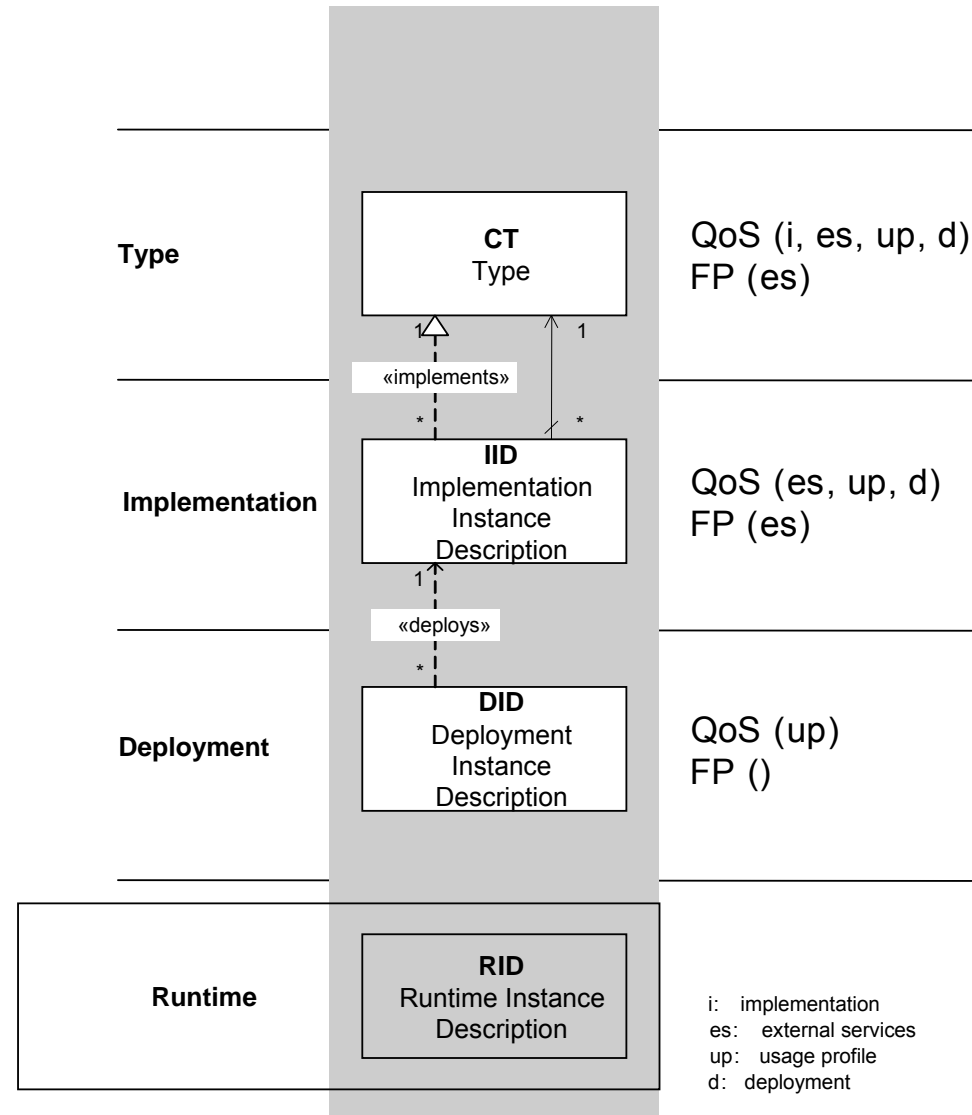 Type
CT
Type
QoS (i, es, up, d)
FP (es)
1
1
«implements»
*
*
Implementation
IID
Implementation
Instance
Description
QoS (es, up, d)
FP (es)
1
«deploys»
*
Deployment
DID
Deployment
Instance
Description
QoS (up)
FP ()
Runtime
RID
Runtime Instance
Description
i: implementation
es: external services
up: usage profile
d: deployment